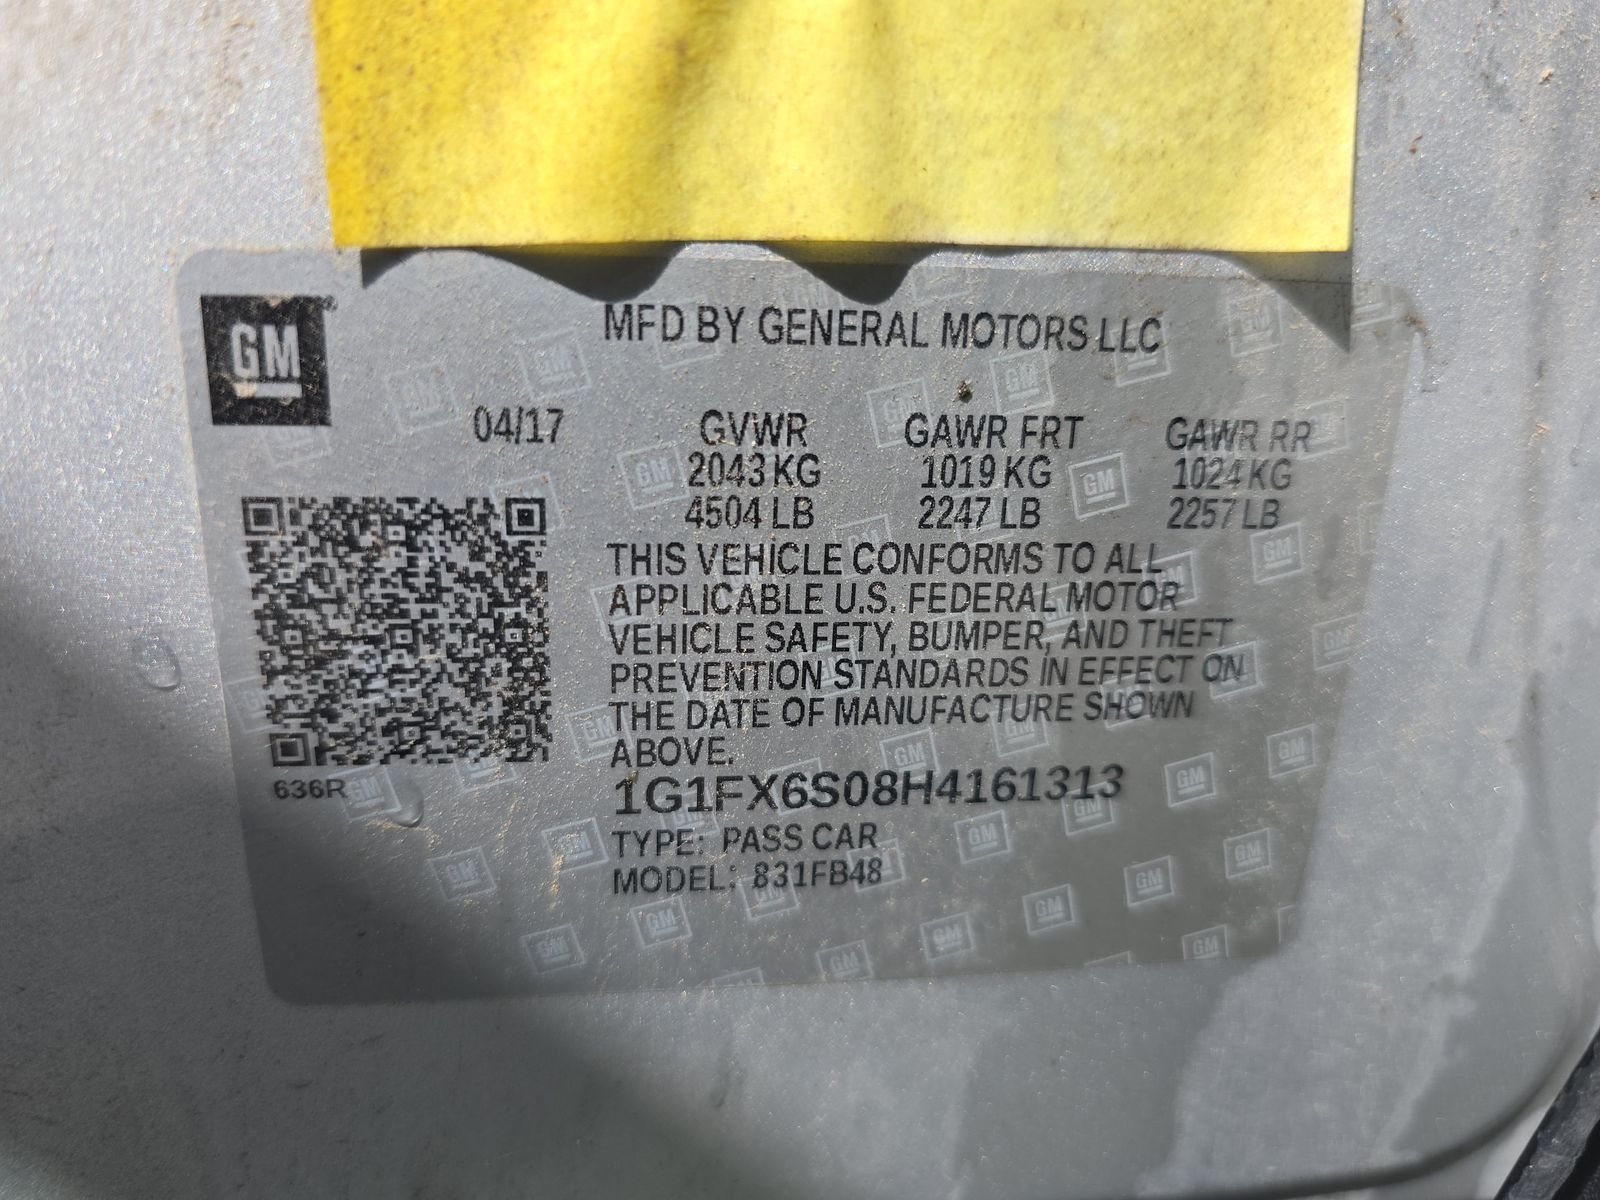 GM
MFD BY GENERAL MOTORS LLC
04/17 GVWR GAWR FRT GAWR RR
2043 KG 1019 KG 1024 KG
4504 LB 2247 LB 2257 LB
THIS VEHICLE CONFORMS TO ALL
APPLICABLE U.S. FEDERAL MOTOR
VEHICLE SAFETY, BUMPER, AND THEFT
PREVENTION STANDARDS IN EFFECT ON
THE DATE OF MANUFACTURE SHOWN
ABOVE.
636R
1G1FX6S08H4161313
TYPE: PASS CAR
MODEL: 831FB48